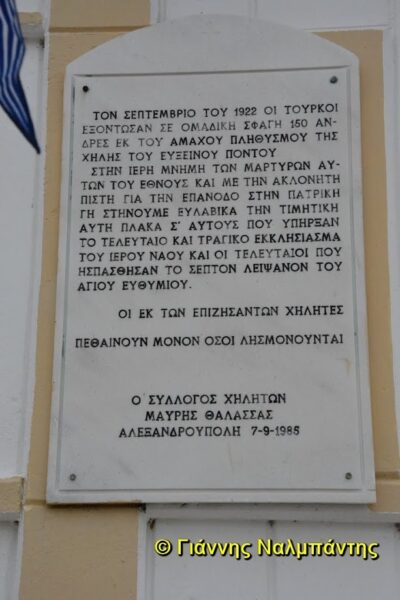 ΤΟΝ ΣΕΠΤΕΜΒΡΙΟ ΤΟΥ 1922 ΟΙ ΤΟΥΡΚΟΙ
ΕΞΟΝΤΩΣΑΝ ΣΕ ΟΜΑΔΙΚΗ ΣΦΑΓΗ 150 ΑΝ-
ΔΡΕΣ ΕΚ ΤΟΥ ΑΜΑΧΟΥ ΠΛΗΘΥΣΜΟΥ ΤΗΣ
ΧΗΛΗΣ ΤΟΥ ΕΥΞΕΙΝΟΥ ΠΟΝΤΟΥ
ΣΤΗΝ ΙΕΡΗ ΜΝΗΜΗ ΤΩΝ ΜΑΡΤΥΡΩΝ ΑΥ-
ΤΩΝ ΤΟΥ ΕΘΝΟΥΣ ΚΑΙ ΜΕ ΤΗΝ ΑΚΛΟΝΗΤΗ
ΠΙΣΤΗ ΓΙΑ ΤΗΝ ΕΠΑΝΟΔΟ ΣΤΗΝ ΠΑΤΡΙΚΗ
ΓΗ ΣΤΗΝΟΥΜΕ ΕΥΛΑΒΙΚΑ ΤΗΝ ΤΙΜΗΤΙΚΗ
ΑΥΤΗ ΠΛΑΚΑ Σ' ΑΥΤΟΥΣ ΠΟΥ ΥΠΗΡΞΑΝ
ΤΟ ΤΕΛΕΥΤΑΙΟ ΚΑΙ ΤΡΑΓΙΚΟ ΕΚΚΛΗΣΙΑΣΜΑ
ΤΟΥ ΙΕΡΟΥ ΝΑΟΥ ΚΑΙ ΟΙ ΤΕΛΕΥΤΑΙΟΙ ΠΟΥ
ΗΣΠΑΣΘΗΣΑΝ ΤΟ ΣΕΠΤΟΝ ΛΕΙΨΑΝΟΝ ΤΟΥ
ΑΓΙΟΥ ΕΥΘΥΜΙΟΥ.
ΟΙ ΕΚ ΤΩΝ ΕΠΙΖΗΣΑΝΤΩΝ ΧΗΛΗΤΕΣ
ΠΕΘΑΙΝΟΥΝ ΜΟΝΟΝ ΟΣΟΙ ΛΗΣΜΟΝΟΥΝΤΑΙ
Ο ΣΥΛΛΟΓΟΣ ΧΗΛΗΤΩΝ
ΜΑΥΡΗΣ ΘΑΛΑΣΣΑΣ
ΑΛΕΞΑΝΔΡΟΥΠΟΛΗ 7-9-1985
© Γιάννης Ναλμπάντης